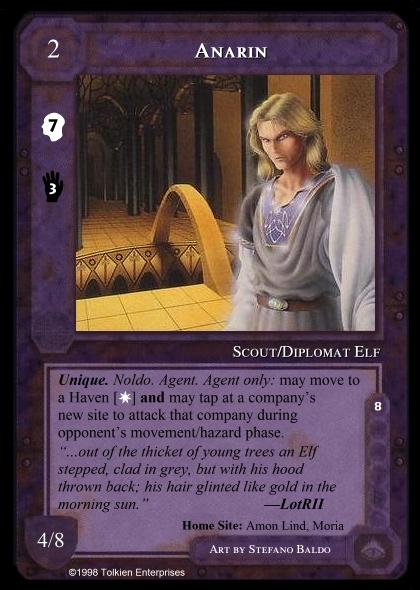 2
ANARIN
7
3
SCOUT/DIPLOMAT ELF
Unique. Noldo. Agent. Agent only: may move to
a Haven [✷] and may tap at a company's
new site to attack that company during
opponent's movement/hazard phase.
8
"...out of the thicket of young trees an Elf
stepped, clad in grey, but with his hood
thrown back; his hair glinted like gold in the
morning sun." —LotRII
Home Site: Amon Lind, Moria
4/8
ART BY STEFANO BALDO
©1998 Tolkien Enterprises